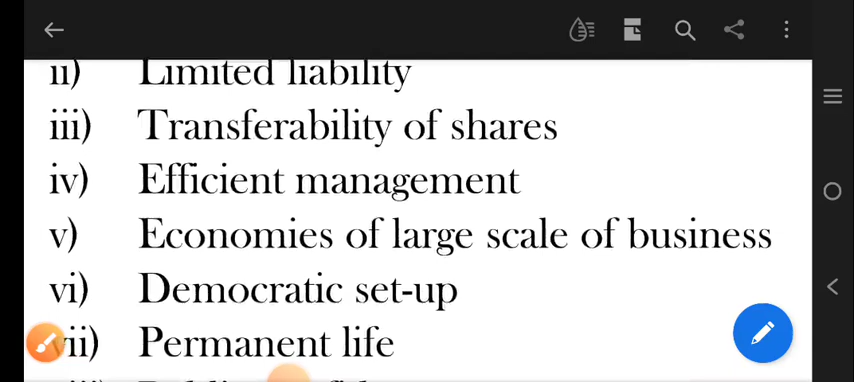 ii) Limited liability
iii) Transferability of shares
iv) Efficient management
v) Economies of large scale of business
vi) Democratic set-up
vii) Permanent life